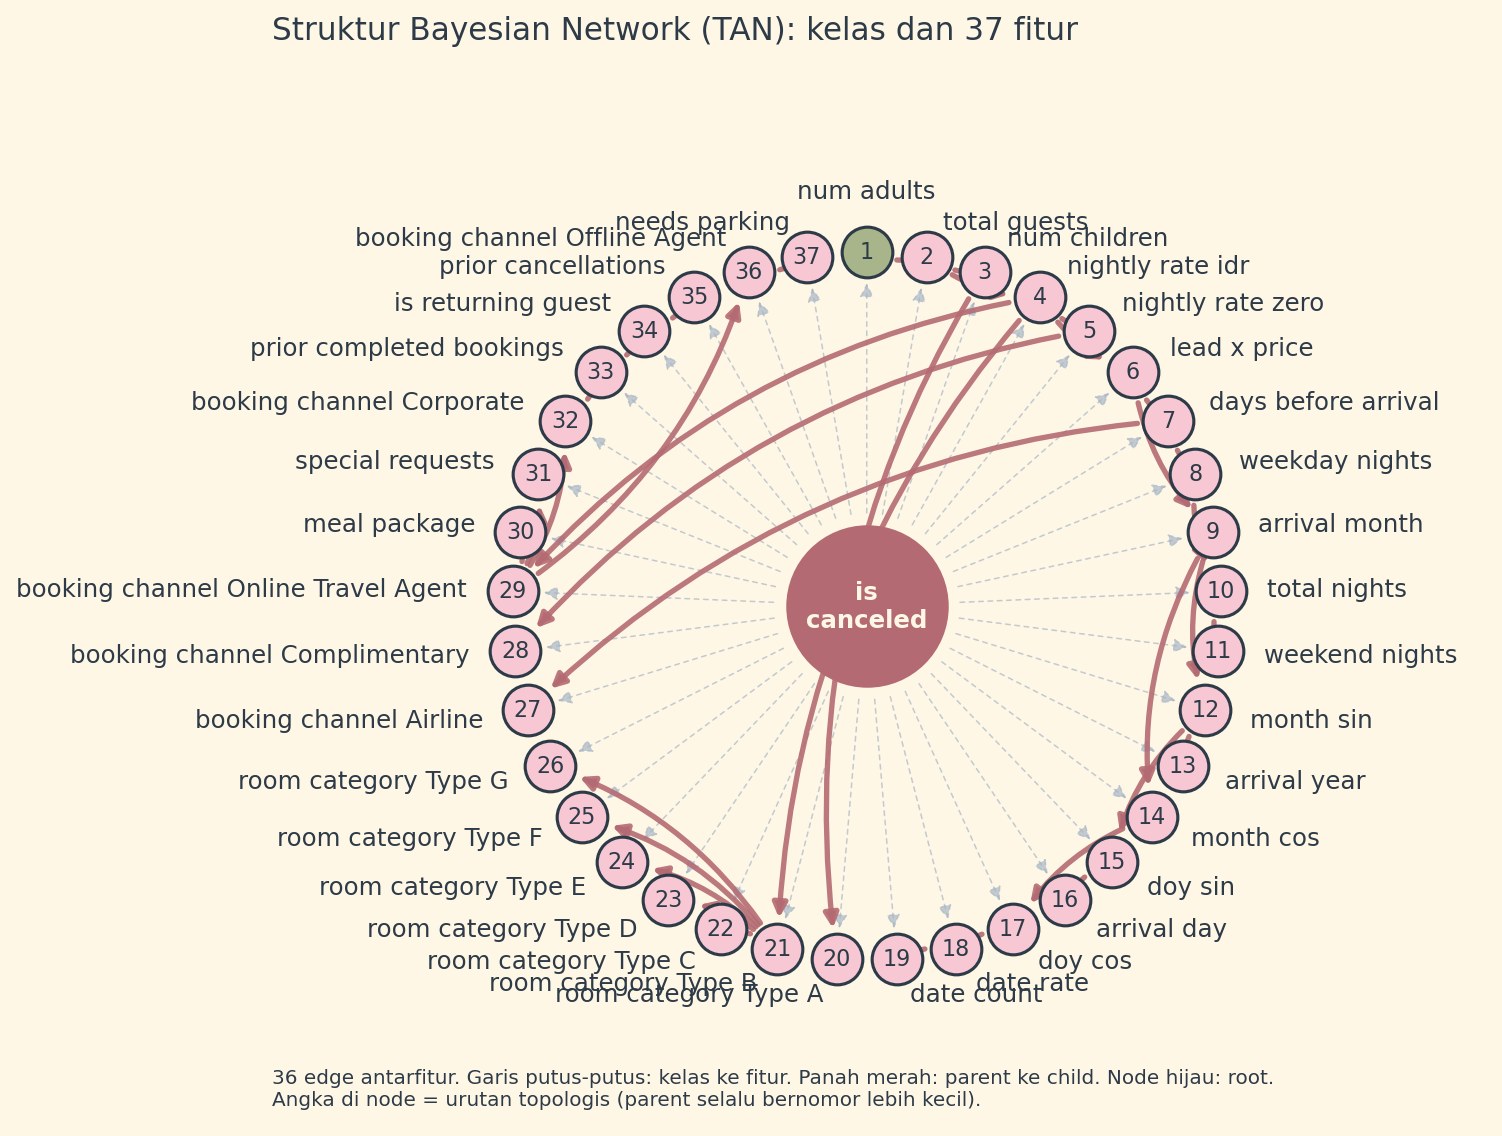 Struktur Bayesian Network (TAN): kelas dan 37 fitur
num adults
needs parking
total guests
booking channel Offline Agent
num children
prior cancellations
nightly rate idr
is returning guest
nightly rate zero
prior completed bookings
lead x price
booking channel Corporate
days before arrival
special requests
weekday nights
meal package
arrival month
booking channel Online Travel Agent
total nights
booking channel Complimentary
weekend nights
booking channel Airline
month sin
room category Type G
arrival year
room category Type F
month cos
room category Type E
doy sin
room category Type D
arrival day
room category Type C
doy cos
room category Type B
date rate
room category Type A
date count
1
2
3
4
5
6
7
8
9
10
11
12
13
14
15
16
17
18
19
20
21
22
23
24
25
26
27
28
29
30
31
32
33
34
35
36
37
is
canceled
36 edge antarfitur. Garis putus-putus: kelas ke fitur. Panah merah: parent ke child. Node hijau: root.
Angka di node = urutan topologis (parent selalu bernomor lebih kecil).